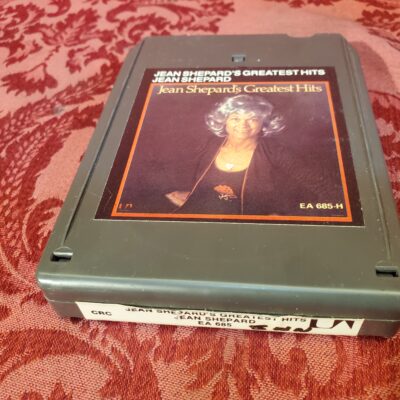 JEAN SHEPARD'S GREATEST HITS
JEAN SHEPARD
Jean Shepard's Greatest Hits
EA 685-H
CRC
JEAN SHEPARD'S GREATEST HITS
JEAN SHEPARD
EA 685